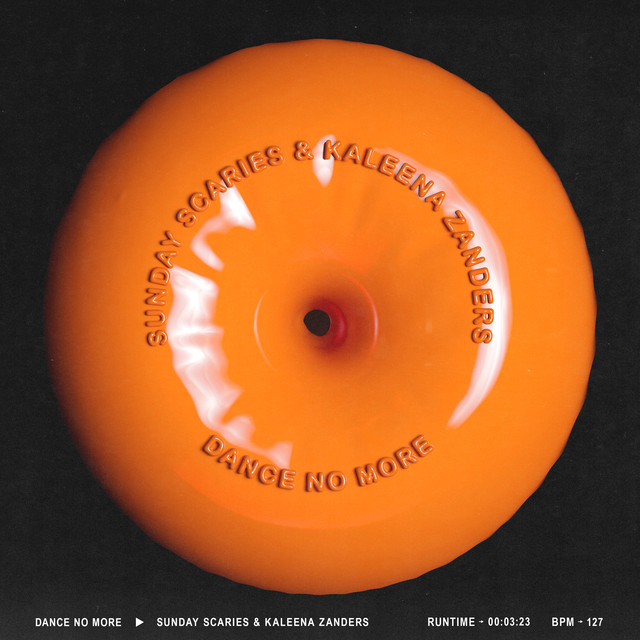 SUNDAY SCARIES & KALEENA ZANDERS
DANCE NO MORE
DANCE NO MORE ▶ SUNDAY SCARIES & KALEENA ZANDERS RUNTIME - 00:03:23 BPM - 127